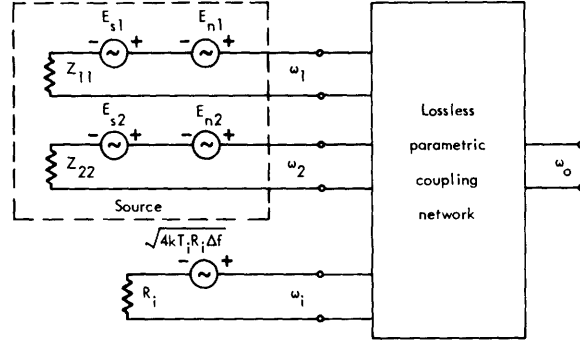 E_s1 E_n1
- + - +
Z_11
ω_1
E_s2 E_n2
- + - +
Z_22
ω_2
Source
√4kT_iR_iΔf
- +
R_i
ω_i
Lossless
parametric
coupling
network
ω_o